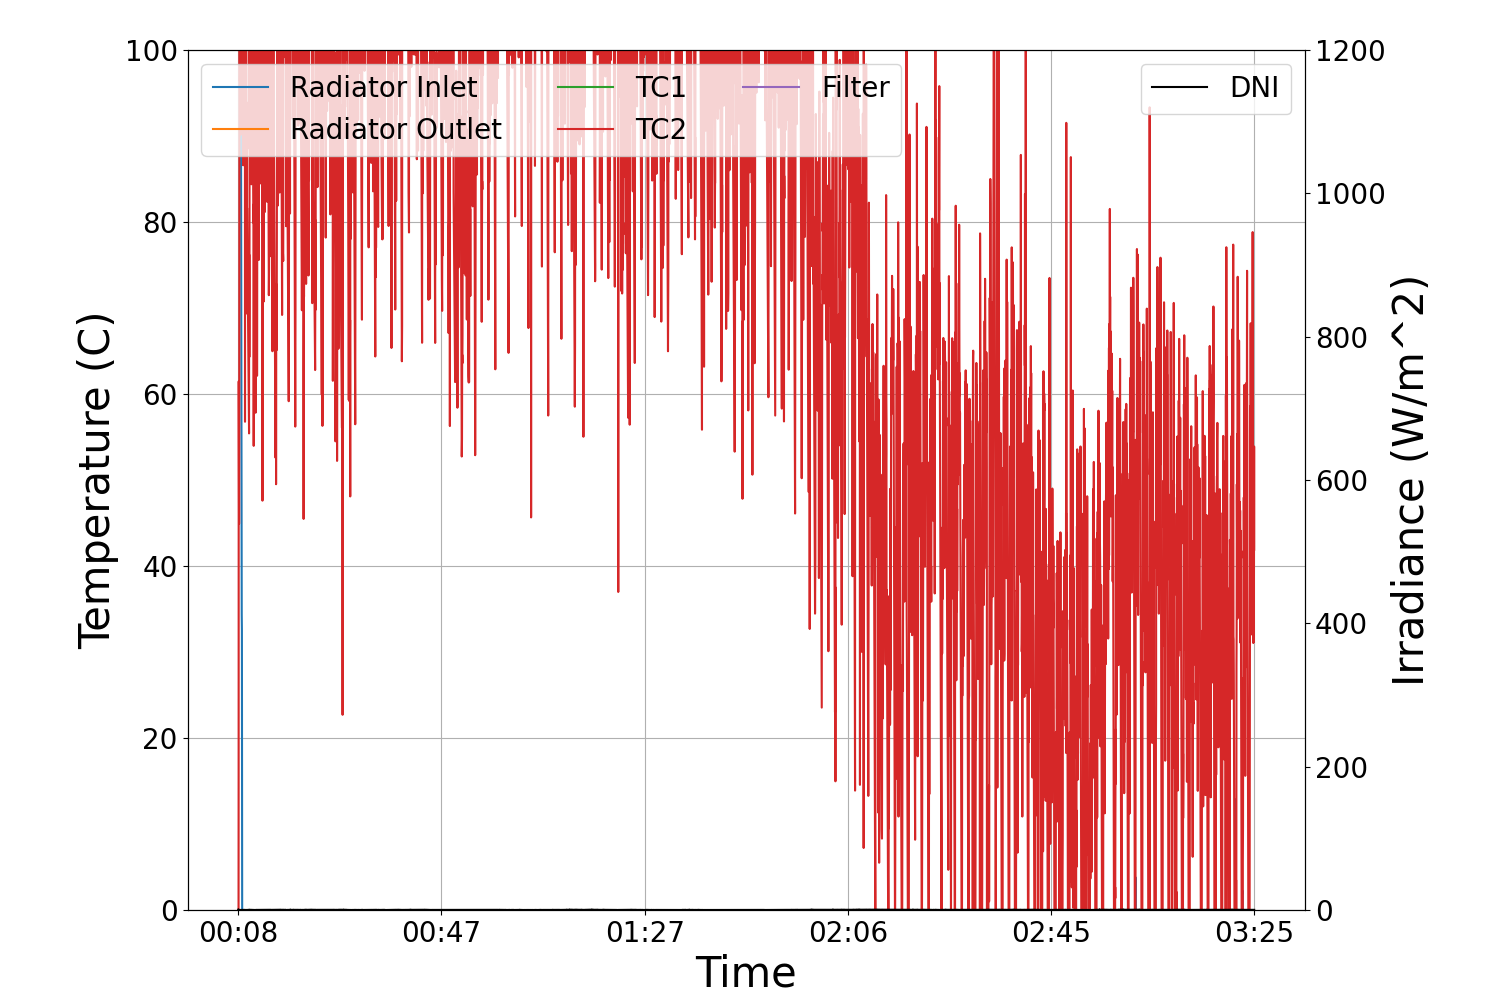 100
80
60
40
20
0
Temperature (C)
Radiator Inlet
Radiator Outlet
TC1
TC2
Filter
DNI
1200
1000
800
600
400
200
0
Irradiance (W/m^2)
00:08 00:47 01:27 02:06 02:45 03:25
Time